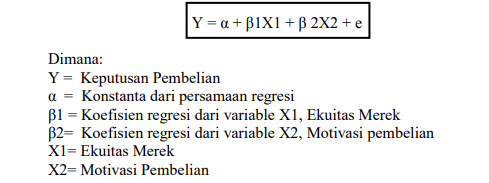 Y = α + β1X1 + β 2X2 + e
Dimana:
Y = Keputusan Pembelian
α = Konstanta dari persamaan regresi
β1 = Koefisien regresi dari variable X1, Ekuitas Merek
β2= Koefisien regresi dari variable X2, Motivasi pembelian
X1= Ekuitas Merek
X2= Motivasi Pembelian